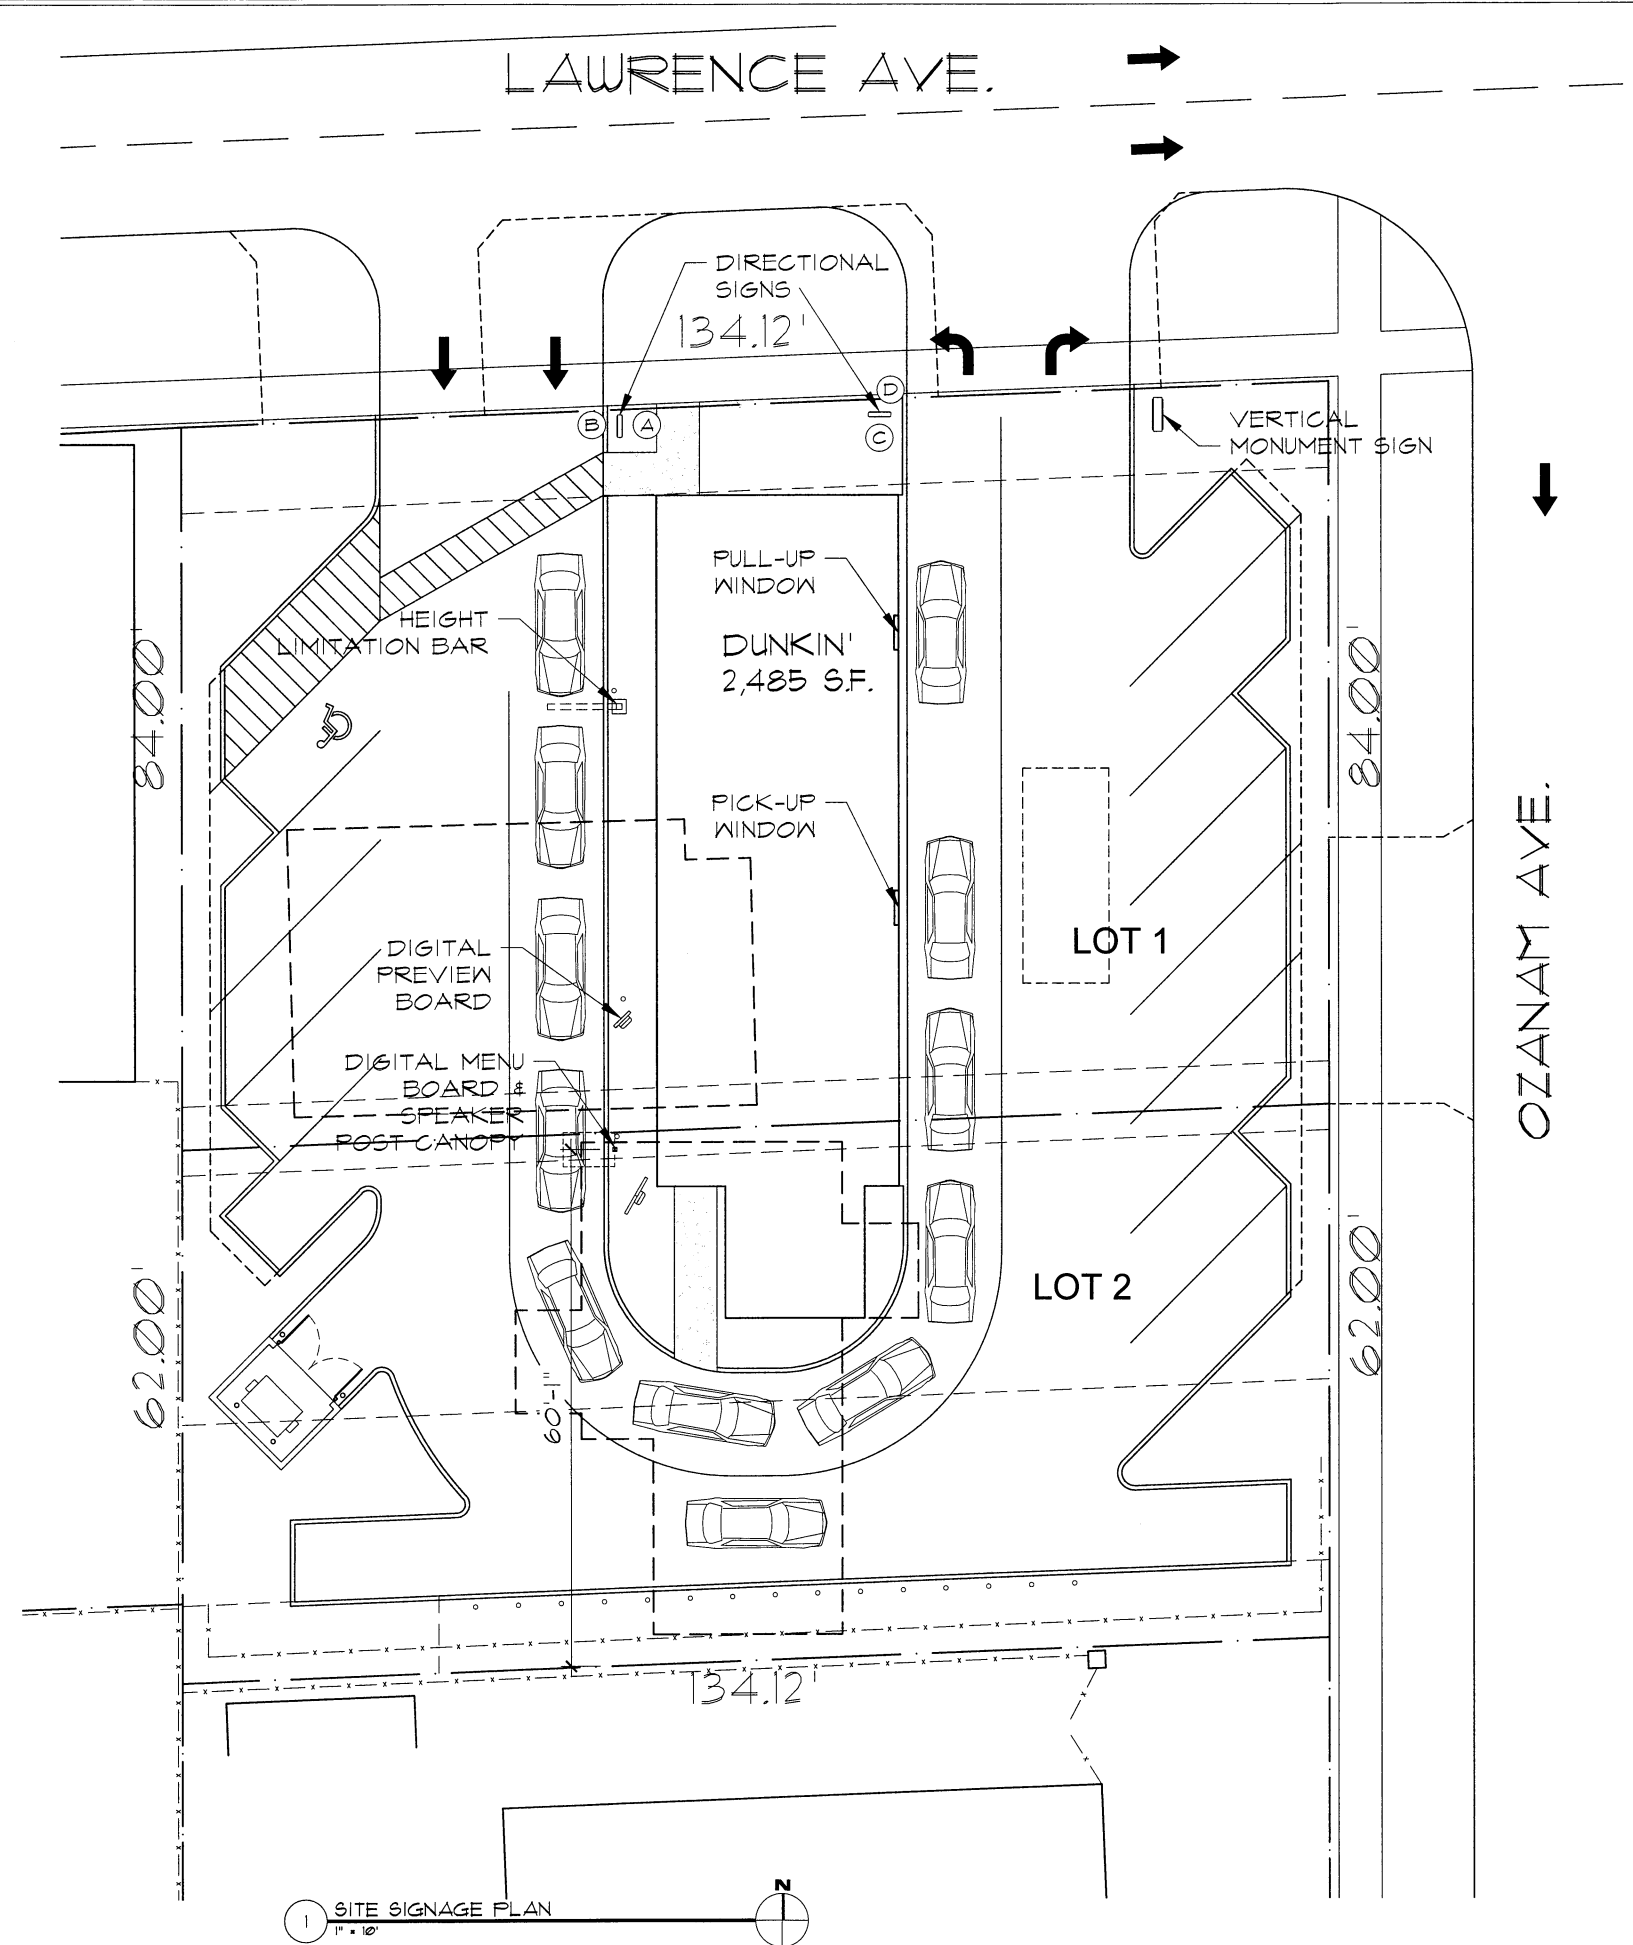 LAWRENCE AVE.
DIRECTIONAL
SIGNS
134.12'
D
B
A
C
VERTICAL
MONUMENT SIGN
PULL-UP
WINDOW
HEIGHT
LIMITATION BAR
DUNKIN'
2,485 S.F.
84.00'
84.00'
PICK-UP
WINDOW
OZANAM AVE.
DIGITAL
PREVIEW
BOARD
LOT 1
DIGITAL MENU
BOARD &
SPEAKER
POST CANOPY
LOT 2
62.00'
62.00'
60'-11"
134.12'
N
1
SITE SIGNAGE PLAN
1" = 10'